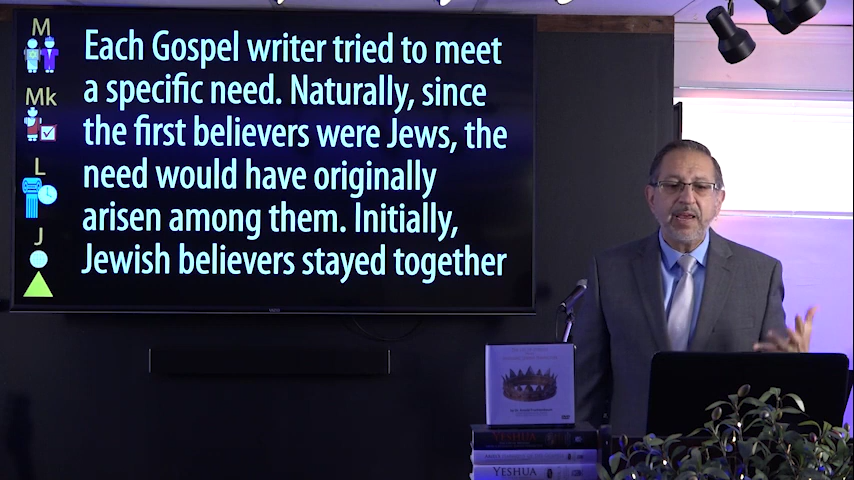 M
Mk
L
J
Each Gospel writer tried to meet
a specific need. Naturally, since
the first believers were Jews, the
need would have originally
arisen among them. Initially,
Jewish believers stayed together
YESHUA
YESHUA